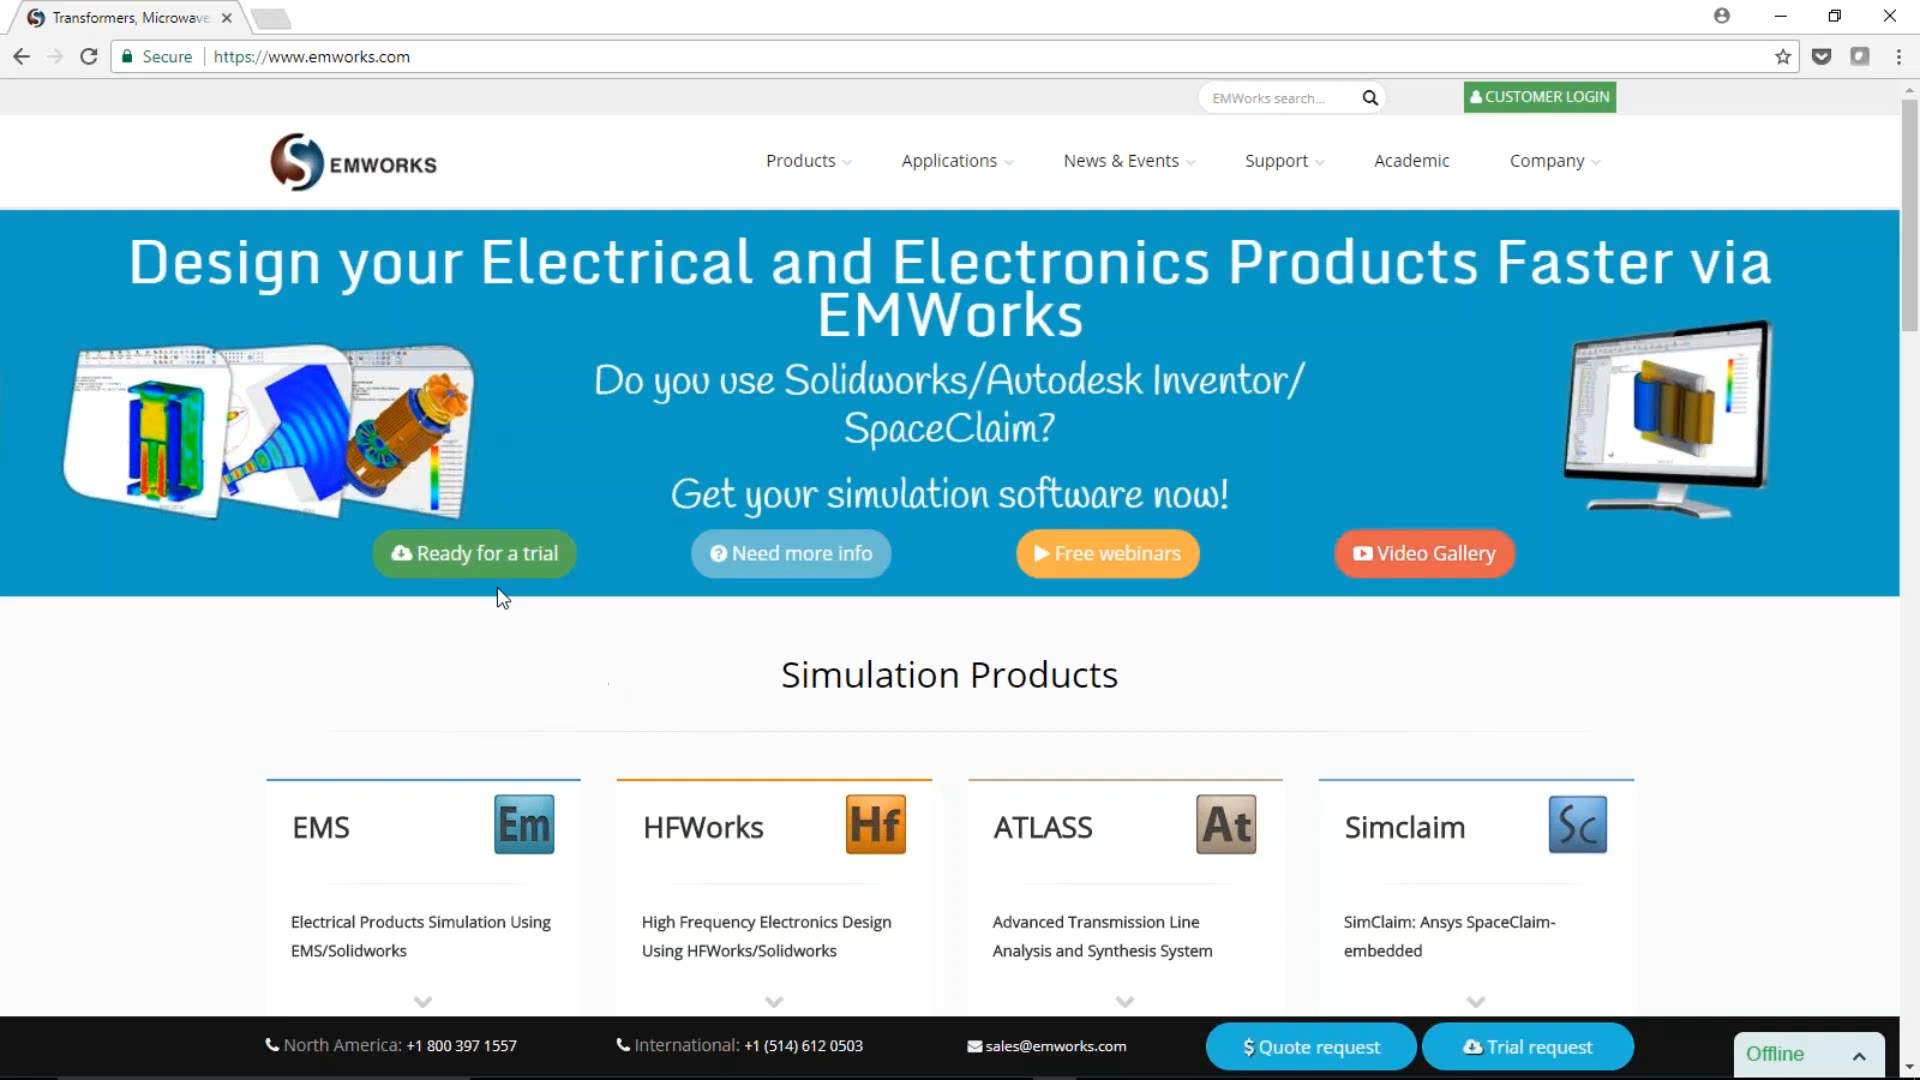 Transformers, Microwave
Secure https://www.emworks.com
EMWorks search...
CUSTOMER LOGIN
EMWORKS
Products
Applications
News & Events
Support
Academic
Company
Design your Electrical and Electronics Products Faster via
EMWorks
Do you use Solidworks/Autodesk Inventor/
SpaceClaim?
Get your simulation software now!
Ready for a trial
Need more info
Free webinars
Video Gallery
Simulation Products
EMS
Em
HFWorks
Hf
ATLASS
At
Simclaim
Sc
Electrical Products Simulation Using
EMS/Solidworks
High Frequency Electronics Design
Using HFWorks/Solidworks
Advanced Transmission Line
Analysis and Synthesis System
SimClaim: Ansys SpaceClaim-
embedded
North America: +1 800 397 1557
International: +1 (514) 612 0503
sales@emworks.com
$ Quote request
Trial request
Offline